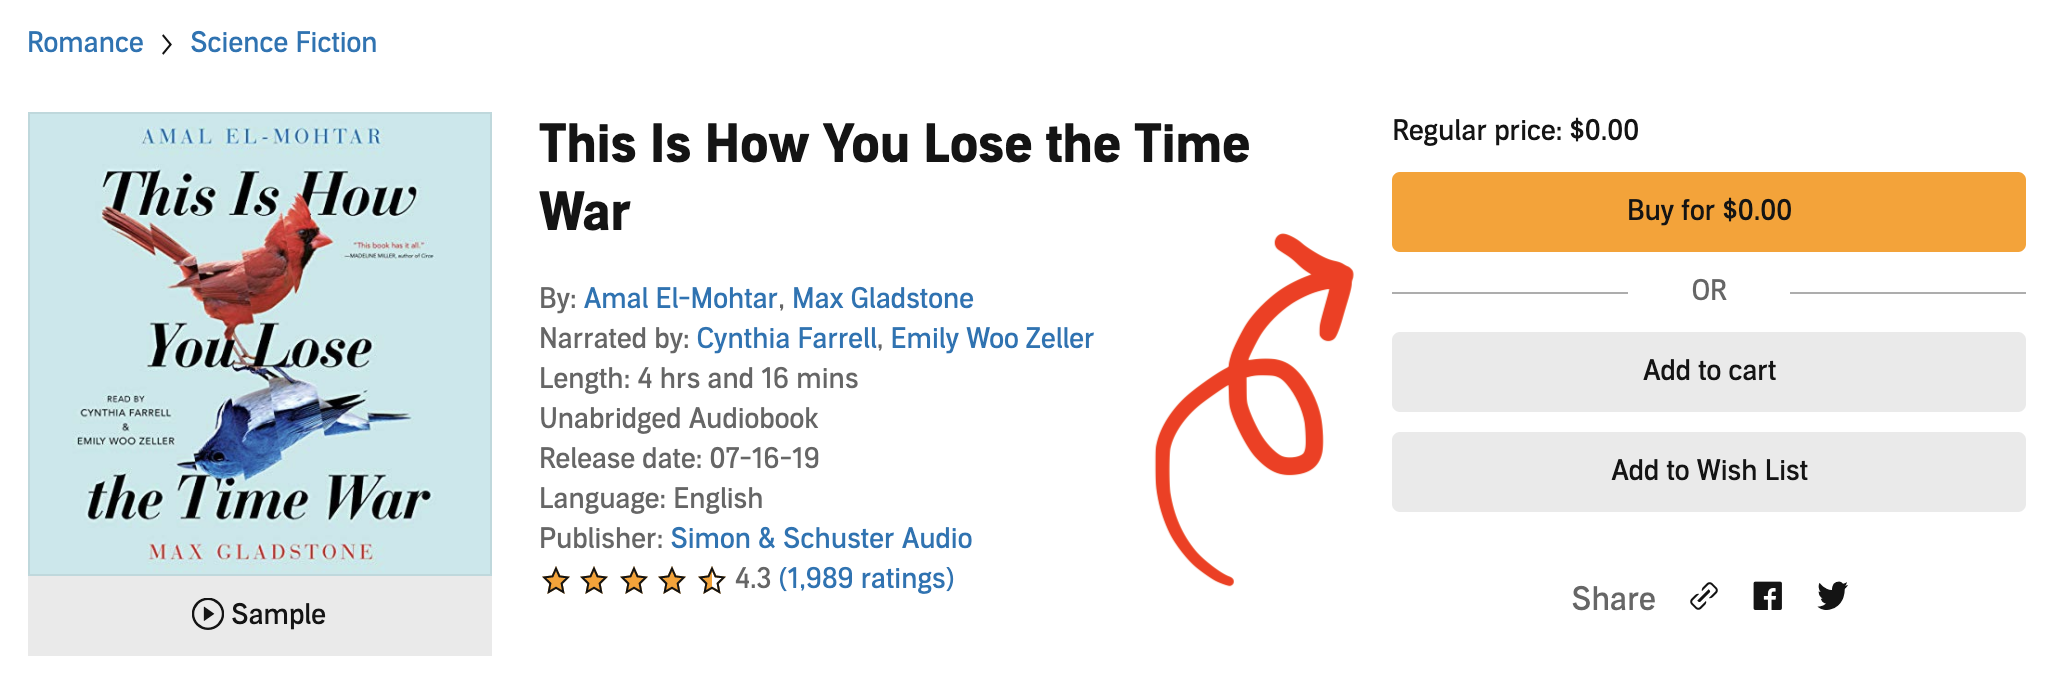 Romance > Science Fiction
AMAL EL-MOHTAR
This Is How
"This book has it all."
—MADELINE MILLER, author of Circe
You Lose
READ BY
CYNTHIA FARRELL
&
EMILY WOO ZELLER
the Time War
MAX GLADSTONE
Sample
This Is How You Lose the Time
War
By: Amal El-Mohtar, Max Gladstone
Narrated by: Cynthia Farrell, Emily Woo Zeller
Length: 4 hrs and 16 mins
Unabridged Audiobook
Release date: 07-16-19
Language: English
Publisher: Simon & Schuster Audio
4.3 (1,989 ratings)
Regular price: $0.00
Buy for $0.00
OR
Add to cart
Add to Wish List
Share